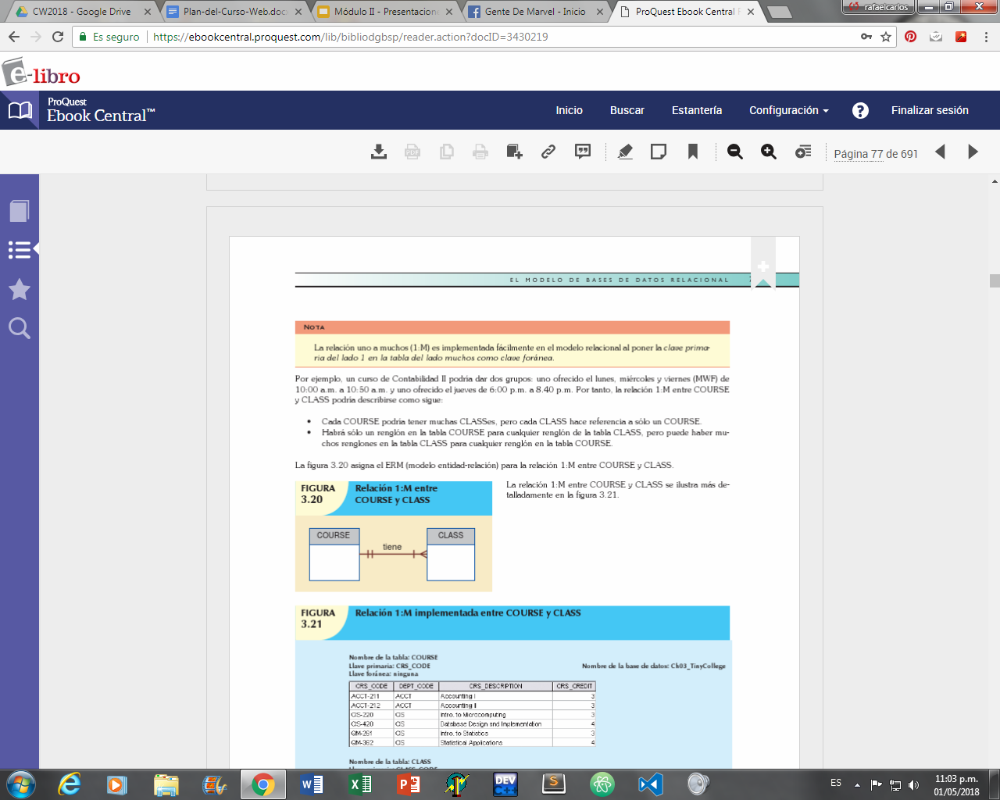 CW2018 - Google Drive
Plan-del-Curso-Web.docx
Módulo II - Presentacione
Gente De Marvel - Inicio
ProQuest Ebook Central
rafaelcarlos
Es seguro
https://ebookcentral.proquest.com/lib/bibliodgbsp/reader.action?docID=3430219
e-libro
ProQuest
Ebook Central™
Inicio
Buscar
Estantería
Configuración
Finalizar sesión
Página 77 de 691
EL MODELO DE BASES DE DATOS RELACIONAL
NOTA
La relación uno a muchos (1:M) es implementada fácilmente en el modelo relacional al poner la clave prima-
ria del lado 1 en la tabla del lado muchos como clave foránea.
Por ejemplo, un curso de Contabilidad II podría dar dos grupos: uno ofrecido el lunes, miércoles y viernes (MWF) de
10:00 a.m. a 10:50 a.m. y uno ofrecido el jueves de 6:00 p.m. a 8.40 p.m. Por tanto, la relación 1:M entre COURSE
y CLASS podría describirse como sigue:
• Cada COURSE podría tener muchas CLASSes, pero cada CLASS hace referencia a sólo un COURSE.
• Habrá sólo un renglón en la tabla COURSE para cualquier renglón de la tabla CLASS, pero puede haber mu-
chos renglones en la tabla CLASS para cualquier renglón en la tabla COURSE.
La figura 3.20 asigna el ERM (modelo entidad-relación) para la relación 1:M entre COURSE y CLASS.
FIGURA
3.20
Relación 1:M entre
COURSE y CLASS
La relación 1:M entre COURSE y CLASS se ilustra más de-
talladamente en la figura 3.21.
COURSE
tiene
CLASS
FIGURA
3.21
Relación 1:M implementada entre COURSE y CLASS
Nombre de la tabla: COURSE
Llave primaria: CRS_CODE
Nombre de la base de datos: Ch03_TinyCollege
Llave foránea: ninguna
CRS_CODE DEPT_CODE CRS_DESCRIPTION CRS_CREDIT
ACCT-211 ACCT Accounting I 3
ACCT-212 ACCT Accounting II 3
CIS-220 CIS Intro. to Microcomputing 3
CIS-420 CIS Database Design and Implementation 4
QM-261 CIS Intro. to Statistics 3
QM-362 CIS Statistical Applications 4
Nombre de la tabla: CLASS
ES
11:03 p.m.
01/05/2018